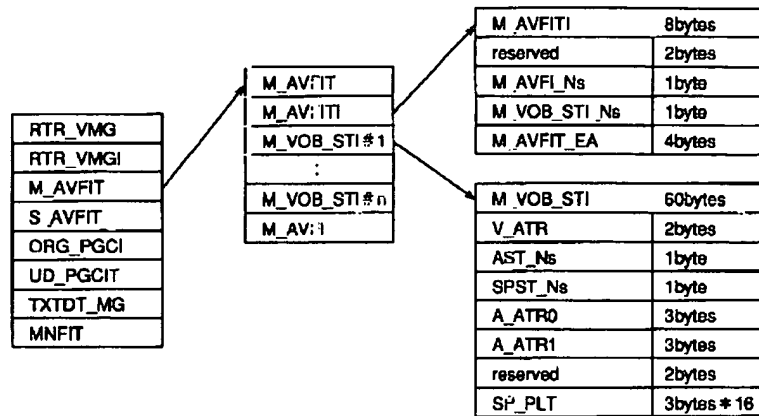 RTR_VMG
RTR_VMGI
M_AVFIT
S_AVFIT
ORG_PGCI
UD_PGCIT
TXTDT_MG
MNFIT
M_AVFIT
M_AVFITI
M_VOB_STI#1
:
M_VOB_STI#n
M_AVFI
M_AVFITI 8bytes
reserved 2bytes
M_AVFI_Ns 1byte
M_VOB_STI_Ns 1byte
M_AVFIT_EA 4bytes
M_VOB_STI 60bytes
V_ATR 2bytes
AST_Ns 1byte
SPST_Ns 1byte
A_ATR0 3bytes
A_ATR1 3bytes
reserved 2bytes
SP_PLT 3bytes*16